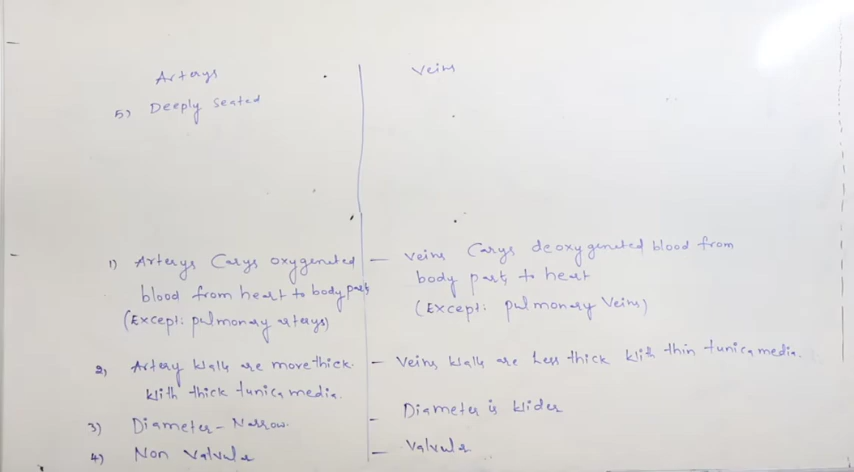 Arterys
Veins
5) Deeply seated
1) Arterys Carys oxygenated
blood from heart to body parts
(Except: pulmonary arterys)
— Veins Carys deoxygenated blood from
body parts to heart
(Except: pulmonary Veins)
2) Artery walls are more thick.
with thick tunica media.
— Veins walls are Less thick with thin tunica media.
3) Diameter - Narrow.
— Diameter is wider
4) Non Valvular
— Valvular